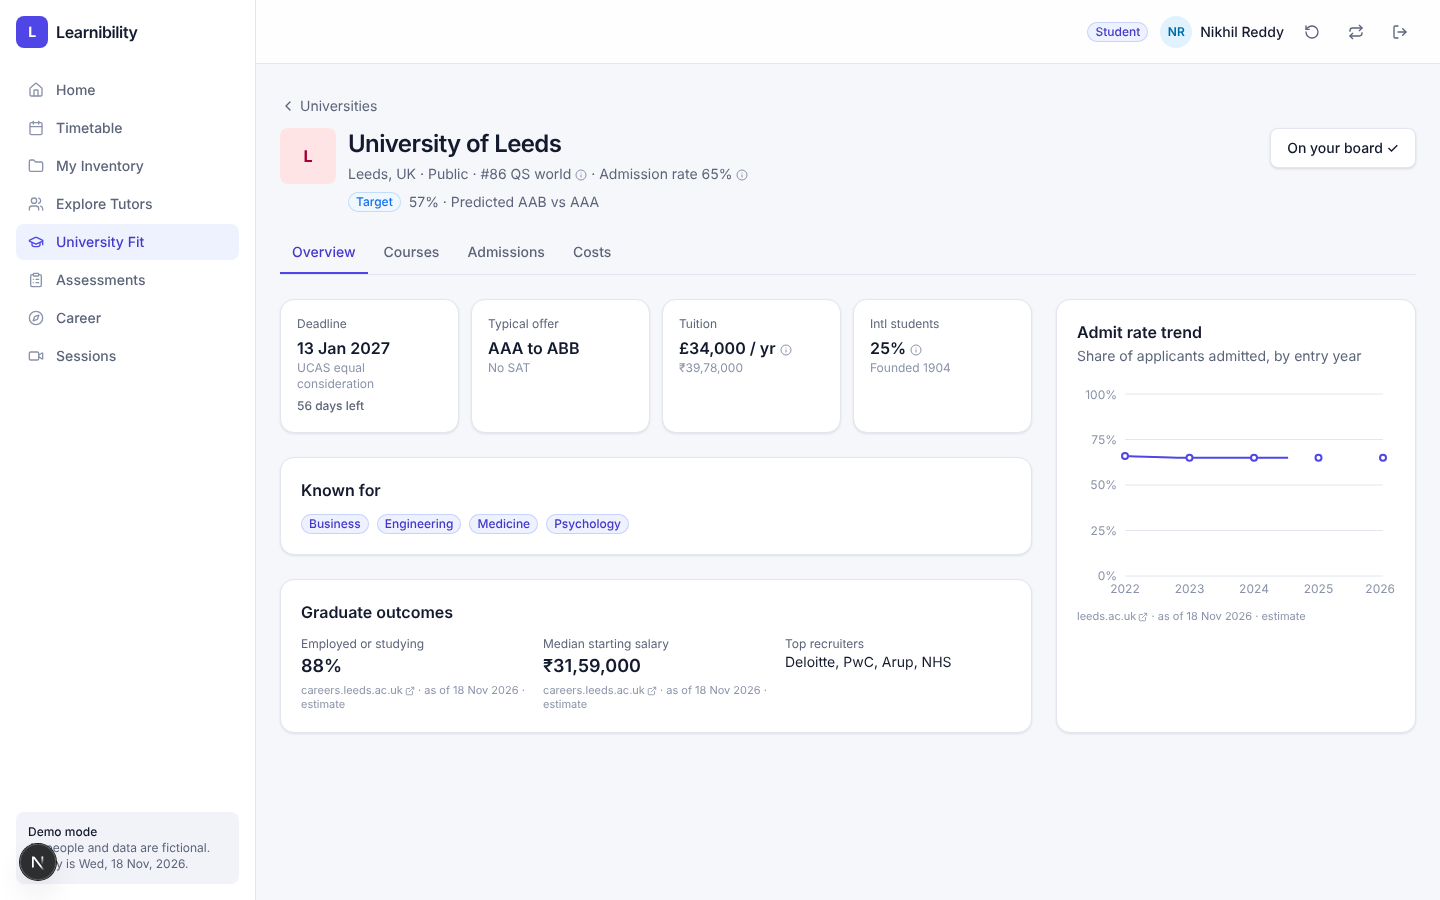 L Learnibility
Home
Timetable
My Inventory
Explore Tutors
University Fit
Assessments
Career
Sessions
Demo mode
people and data are fictional.
is Wed, 18 Nov, 2026.
N
Student NR Nikhil Reddy
Universities
L
University of Leeds
Leeds, UK · Public · #86 QS world · Admission rate 65%
Target 57% · Predicted AAB vs AAA
On your board ✓
Overview Courses Admissions Costs
Deadline
13 Jan 2027
UCAS equal
consideration
56 days left
Typical offer
AAA to ABB
No SAT
Tuition
£34,000 / yr
₹39,78,000
Intl students
25%
Founded 1904
Known for
Business Engineering Medicine Psychology
Graduate outcomes
Employed or studying
88%
careers.leeds.ac.uk · as of 18 Nov 2026 ·
estimate
Median starting salary
₹31,59,000
careers.leeds.ac.uk · as of 18 Nov 2026 ·
estimate
Top recruiters
Deloitte, PwC, Arup, NHS
Admit rate trend
Share of applicants admitted, by entry year
100%
75%
50%
25%
0%
2022 2023 2024 2025 2026
leeds.ac.uk · as of 18 Nov 2026 · estimate